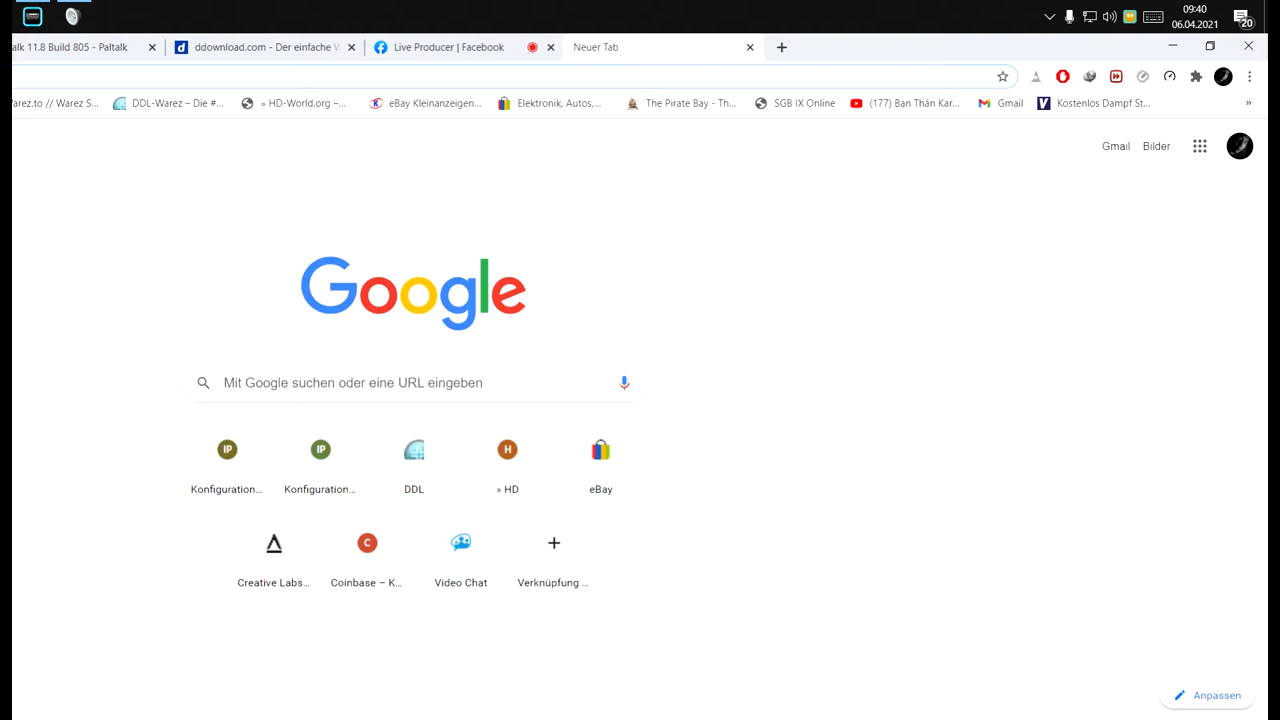 09:40
06.04.2021
20
talk 11.8 Build 805 - Paltalk
ddownload.com - Der einfache W
Live Producer | Facebook
Neuer Tab
Warez.to // Warez S...
DDL-Warez – Die #...
» HD-World.org –...
eBay Kleinanzeigen...
Elektronik, Autos,...
The Pirate Bay - Th...
SGB IX Online
(177) Ban Thân Kar...
Gmail
Kostenlos Dampf St...
»
Gmail
Bilder
Google
Mit Google suchen oder eine URL eingeben
IP
IP
H
Konfiguration...
Konfiguration...
DDL
» HD
eBay
C
Creative Labs...
Coinbase – K...
Video Chat
Verknüpfung ...
Anpassen